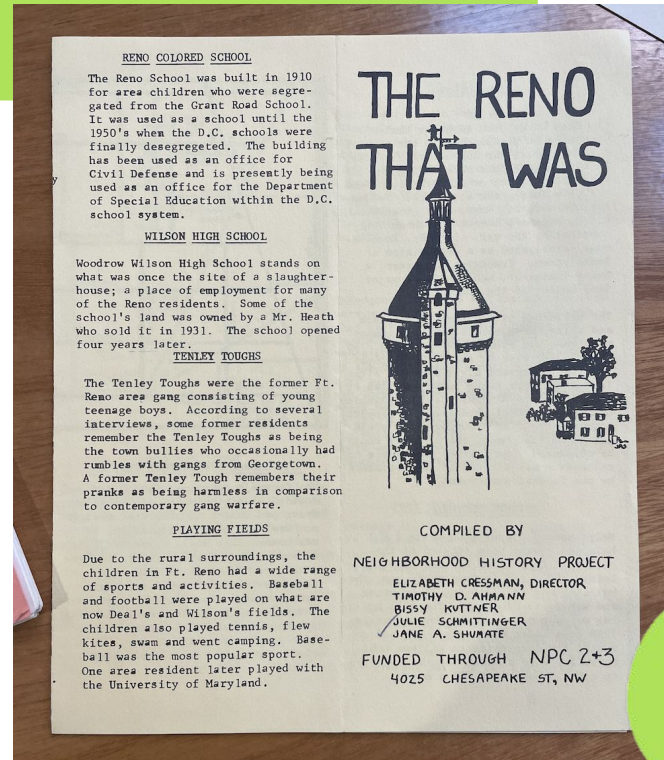 RENO COLORED SCHOOL
The Reno School was built in 1910
for area children who were segre-
gated from the Grant Road School.
It was used as a school until the
1950's when the D.C. schools were
finally desegregeted. The building
has been used as an office for
Civil Defense and is presently being
used as an office for the Department
of Special Education within the D.C.
school system.
WILSON HIGH SCHOOL
Woodrow Wilson High School stands on
what was once the site of a slaughter-
house; a place of employment for many
of the Reno residents. Some of the
school's land was owned by a Mr. Heath
who sold it in 1931. The school opened
four years later.
TENLEY TOUGHS
The Tenley Toughs were the former Ft.
Reno area gang consisting of young
teenage boys. According to several
interviews, some former residents
remember the Tenley Toughs as being
the town bullies who occasionally had
rumbles with gangs from Georgetown.
A former Tenley Tough remembers their
pranks as being harmless in comparison
to contemporary gang warfare.
PLAYING FIELDS
Due to the rural surroundings, the
children in Ft. Reno had a wide range
of sports and activities. Baseball
and football were played on what are
now Deal's and Wilson's fields. The
children also played tennis, flew
kites, swam and went camping. Base-
ball was the most popular sport.
One area resident later played with
the University of Maryland.
THE RENO
THAT WAS
COMPILED BY
NEIGHBORHOOD HISTORY PROJECT
ELIZABETH CRESSMAN, DIRECTOR
TIMOTHY D. AHMANN
BISSY KUTTNER
JULIE SCHMITTINGER
JANE A. SHUMATE
FUNDED THROUGH NPC 2+3
4025 CHESAPEAKE ST, NW